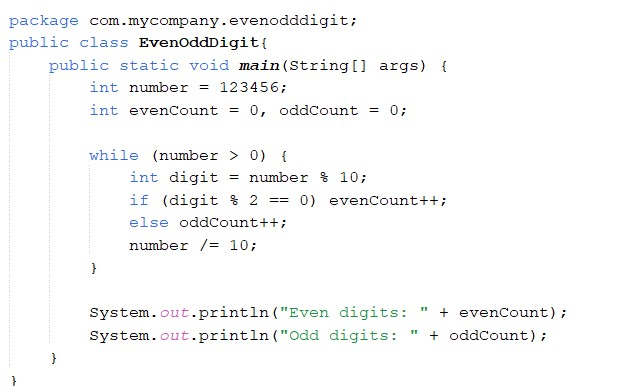 package com.mycompany.evenodddigit;
public class EvenOddDigit{
    public static void main(String[] args) {
        int number = 123456;
        int evenCount = 0, oddCount = 0;

        while (number > 0) {
            int digit = number % 10;
            if (digit % 2 == 0) evenCount++;
            else oddCount++;
            number /= 10;
        }

        System.out.println("Even digits: " + evenCount);
        System.out.println("Odd digits: " + oddCount);
    }
}